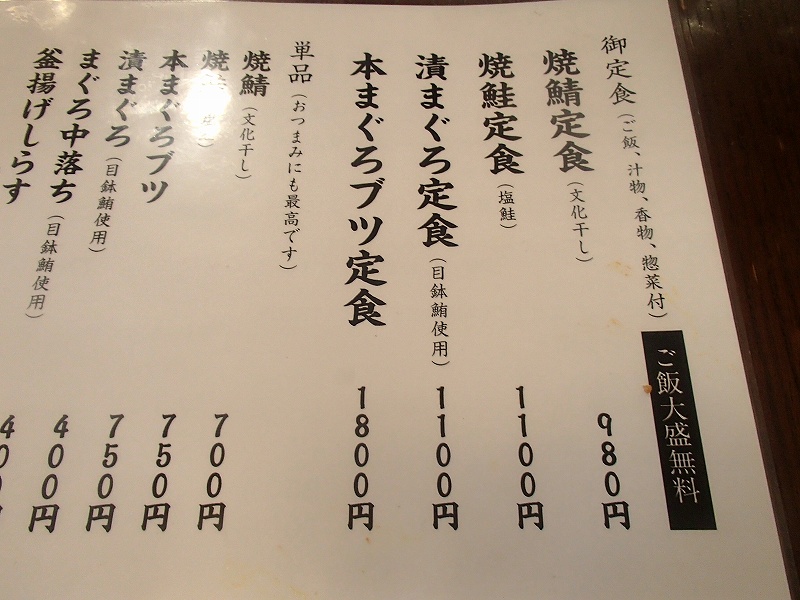 御定食(ご飯、汁物、香物、惣菜付) ご飯大盛無料
焼鯖定食(文化干し) 980円
焼鮭定食(塩鮭) 1100円
漬まぐろ定食(目鉢鮪使用) 1100円
本まぐろブツ定食 1800円
単品(おつまみにも最高です)
焼鯖(文化干し) 700円
焼 750円
本まぐろブツ 750円
漬まぐろ(目鉢鮪使用) 400円
まぐろ中落ち(目鉢鮪使用)
釜揚げしらす